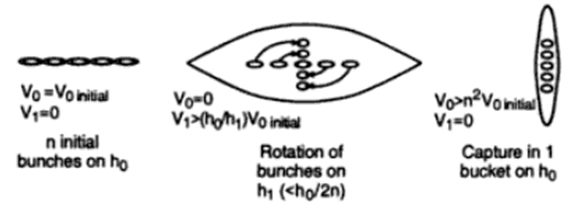 V0=V0 initial
V1=0
n initial
bunches on h0
V0=0
V1>(h0/h1)V0 initial
Rotation of
bunches on
h1 (<h0/2n)
V0>n²V0 initial
V1=0
Capture in 1
bucket on h0